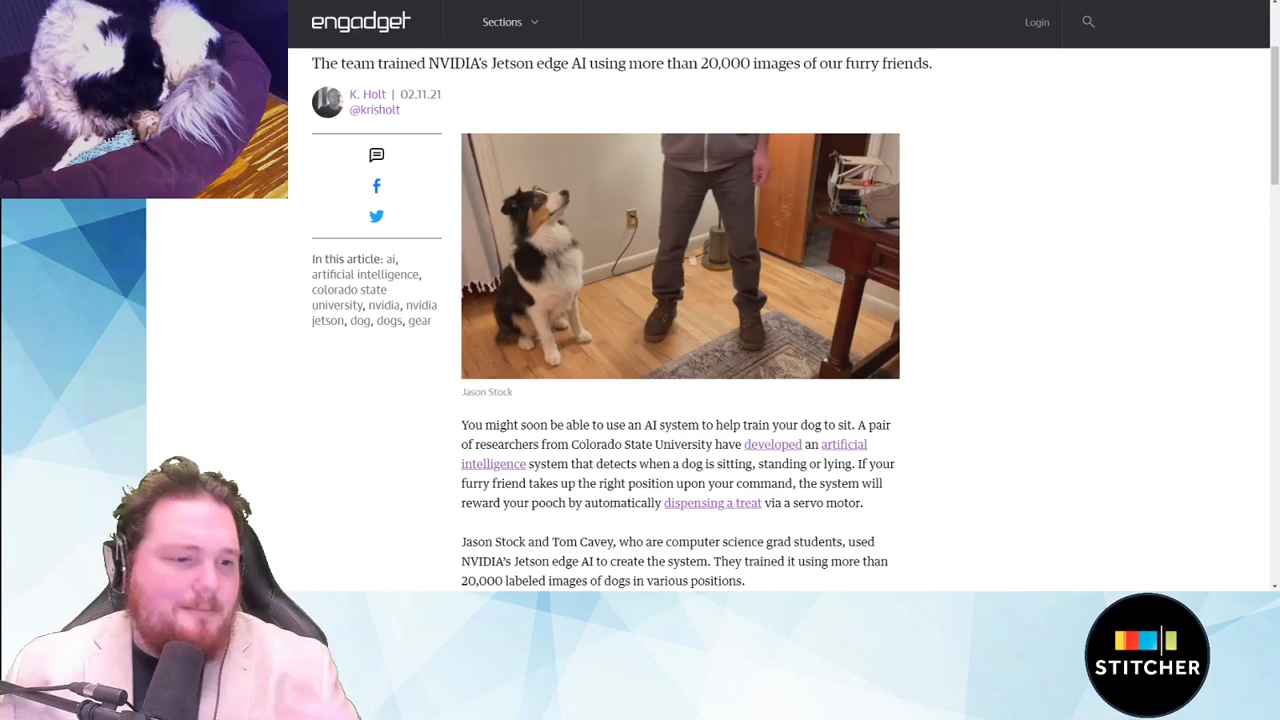 engadget
Sections
Login
The team trained NVIDIA's Jetson edge AI using more than 20,000 images of our furry friends.
K. Holt | 02.11.21
@krisholt
In this article: ai,
artificial intelligence,
colorado state
university, nvidia, nvidia
jetson, dog, dogs, gear
Jason Stock
You might soon be able to use an AI system to help train your dog to sit. A pair
of researchers from Colorado State University have developed an artificial
intelligence system that detects when a dog is sitting, standing or lying. If your
furry friend takes up the right position upon your command, the system will
reward your pooch by automatically dispensing a treat via a servo motor.
Jason Stock and Tom Cavey, who are computer science grad students, used
NVIDIA's Jetson edge AI to create the system. They trained it using more than
20,000 labeled images of dogs in various positions.
STITCHER